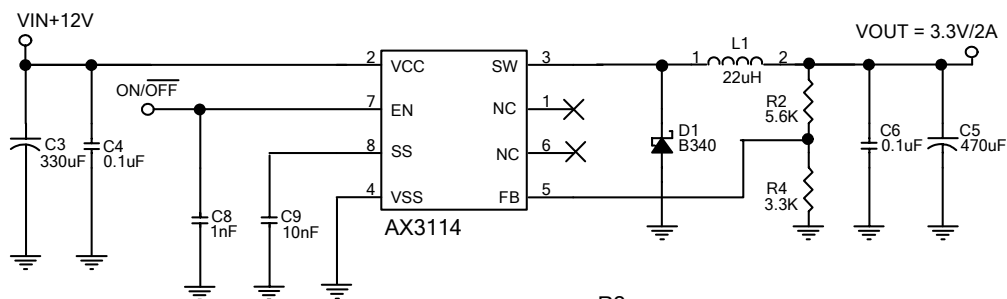 VIN+12V
VOUT = 3.3V/2A
L1
2 VCC SW 3 1 2
22uH
ON/OFF
7 EN NC 1
R2
5.6K
C3
330uF
C4
0.1uF
D1
B340
C6
0.1uF
C5
470uF
8 SS NC 6
4 VSS FB 5
R4
3.3K
C8
1nF
C9
10nF
AX3114